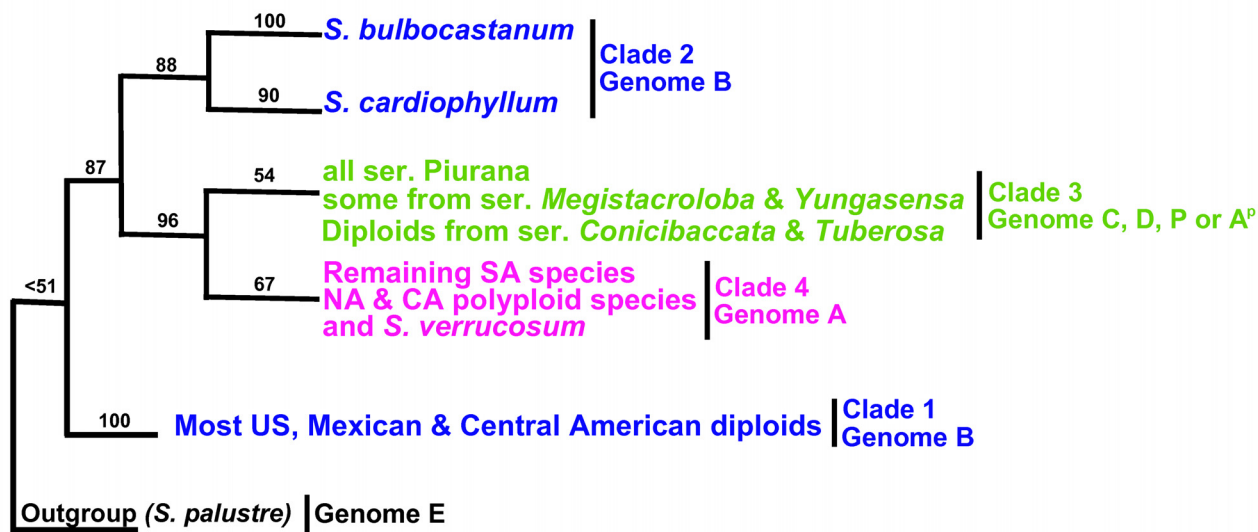 100
S. bulbocastanum
88
Clade 2
Genome B
90
S. cardiophyllum
87
54
all ser. Piurana
some from ser. Megistacroloba & Yungasensa
Diploids from ser. Conicibaccata & Tuberosa
Clade 3
Genome C, D, P or Aᵖ
96
<51
67
Remaining SA species
NA & CA polyploid species
and S. verrucosum
Clade 4
Genome A
100
Most US, Mexican & Central American diploids
Clade 1
Genome B
Outgroup (S. palustre)
Genome E